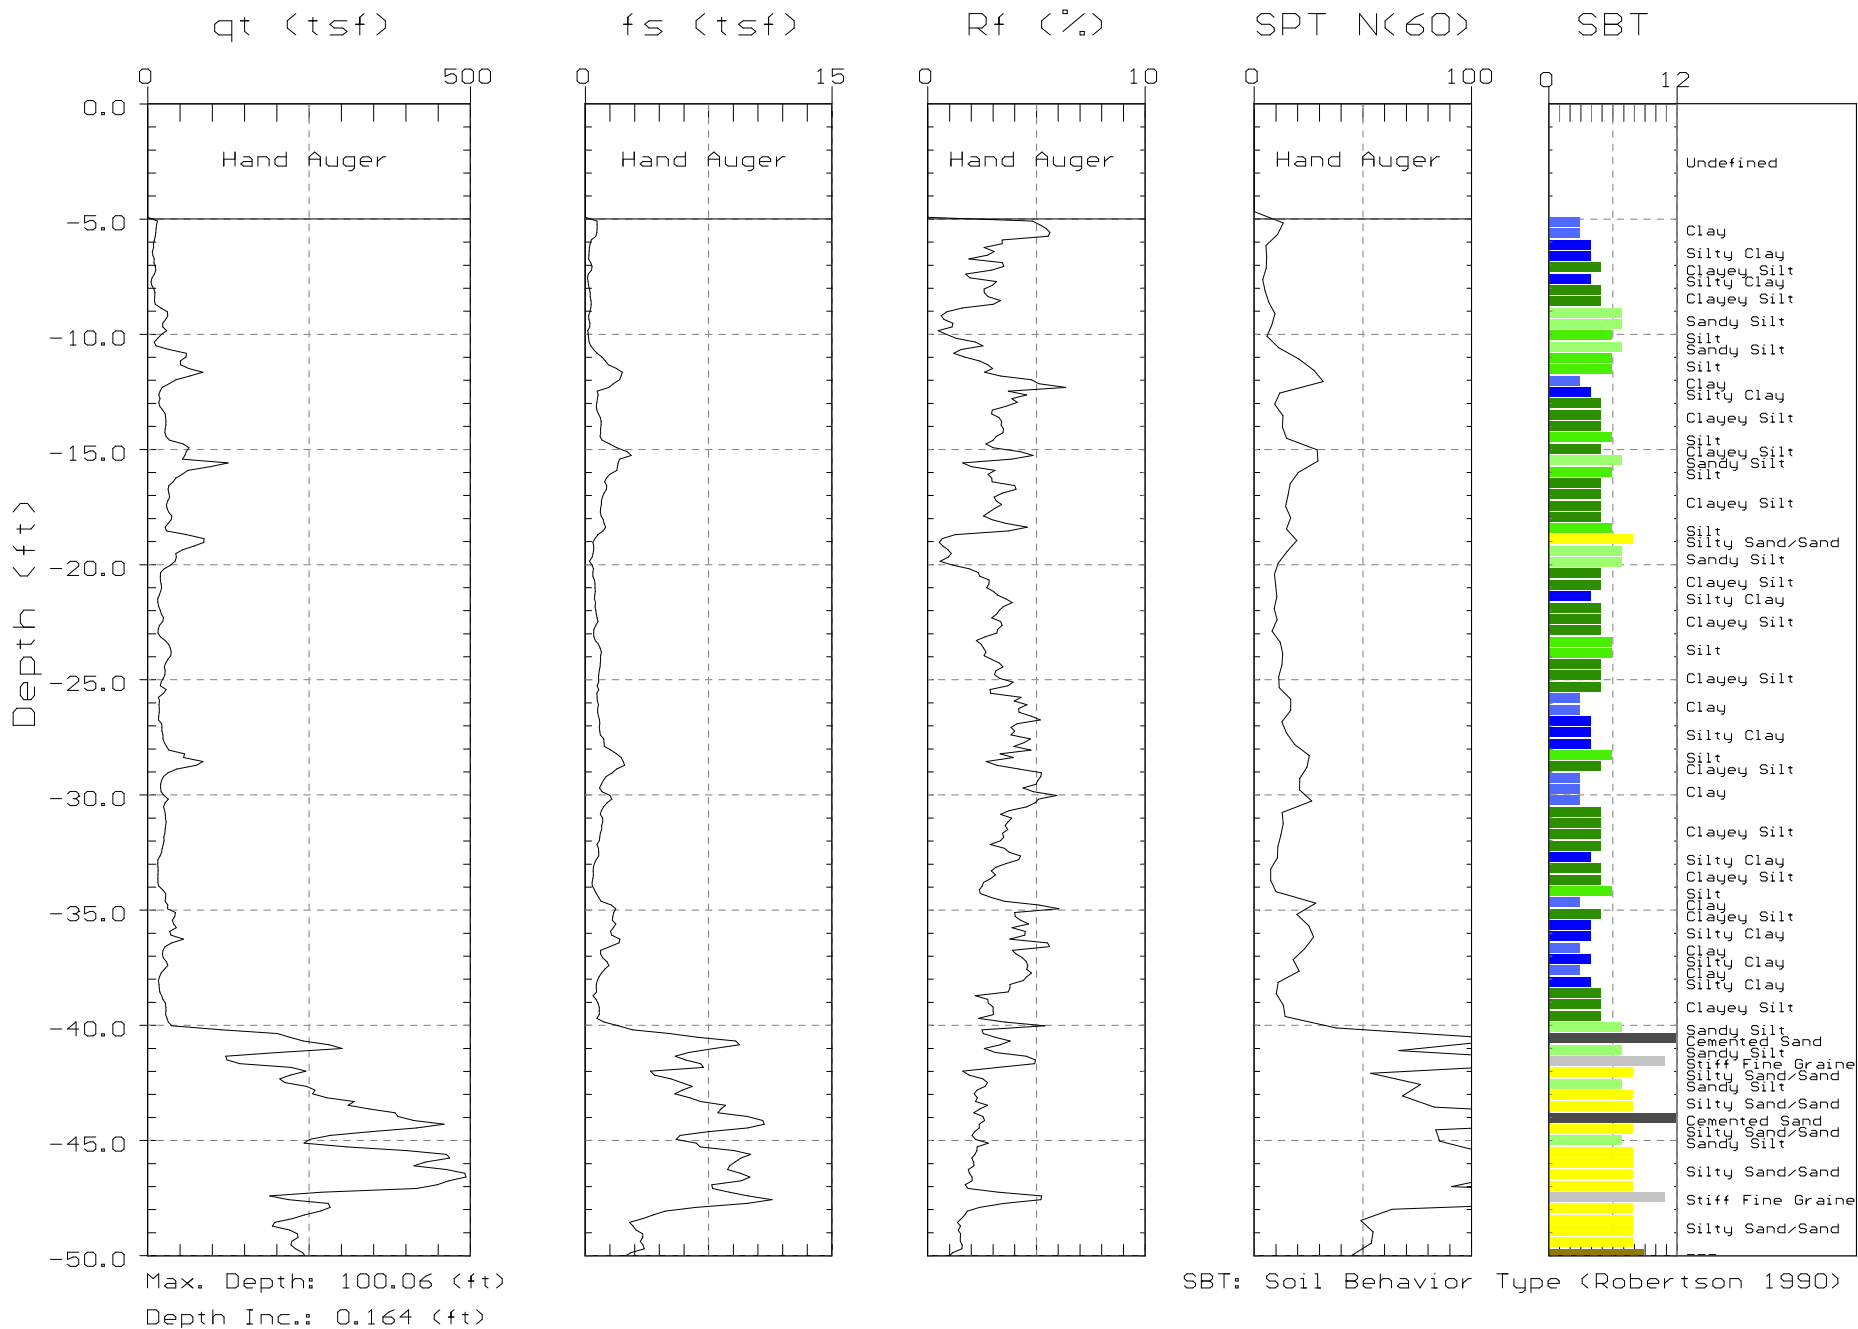 qt (tsf)
fs (tsf)
Rf (%)
SPT N(60)
SBT
0 500
0 15
0 10
0 100
0 12
Depth (ft)
0.0
-5.0
-10.0
-15.0
-20.0
-25.0
-30.0
-35.0
-40.0
-45.0
-50.0
Hand Auger
Hand Auger
Hand Auger
Hand Auger
Undefined
Clay
Silty Clay
Clayey Silt
Silty Clay
Clayey Silt
Sandy Silt
Silt
Sandy Silt
Silt
Clay
Silty Clay
Clayey Silt
Silt
Clayey Silt
Sandy Silt
Silt
Clayey Silt
Silt
Silty Sand/Sand
Sandy Silt
Clayey Silt
Silty Clay
Clayey Silt
Silt
Clayey Silt
Clay
Silty Clay
Silt
Clayey Silt
Clay
Clayey Silt
Silty Clay
Clayey Silt
Silt
Clay
Clayey Silt
Silty Clay
Clay
Silty Clay
Clay
Silty Clay
Clayey Silt
Sandy Silt
Cemented Sand
Sandy Silt
Stiff Fine Graine
Silty Sand/Sand
Sandy Silt
Silty Sand/Sand
Cemented Sand
Silty Sand/Sand
Sandy Silt
Silty Sand/Sand
Stiff Fine Graine
Silty Sand/Sand
Max. Depth: 100.06 (ft)
Depth Inc.: 0.164 (ft)
SBT: Soil Behavior Type (Robertson 1990)